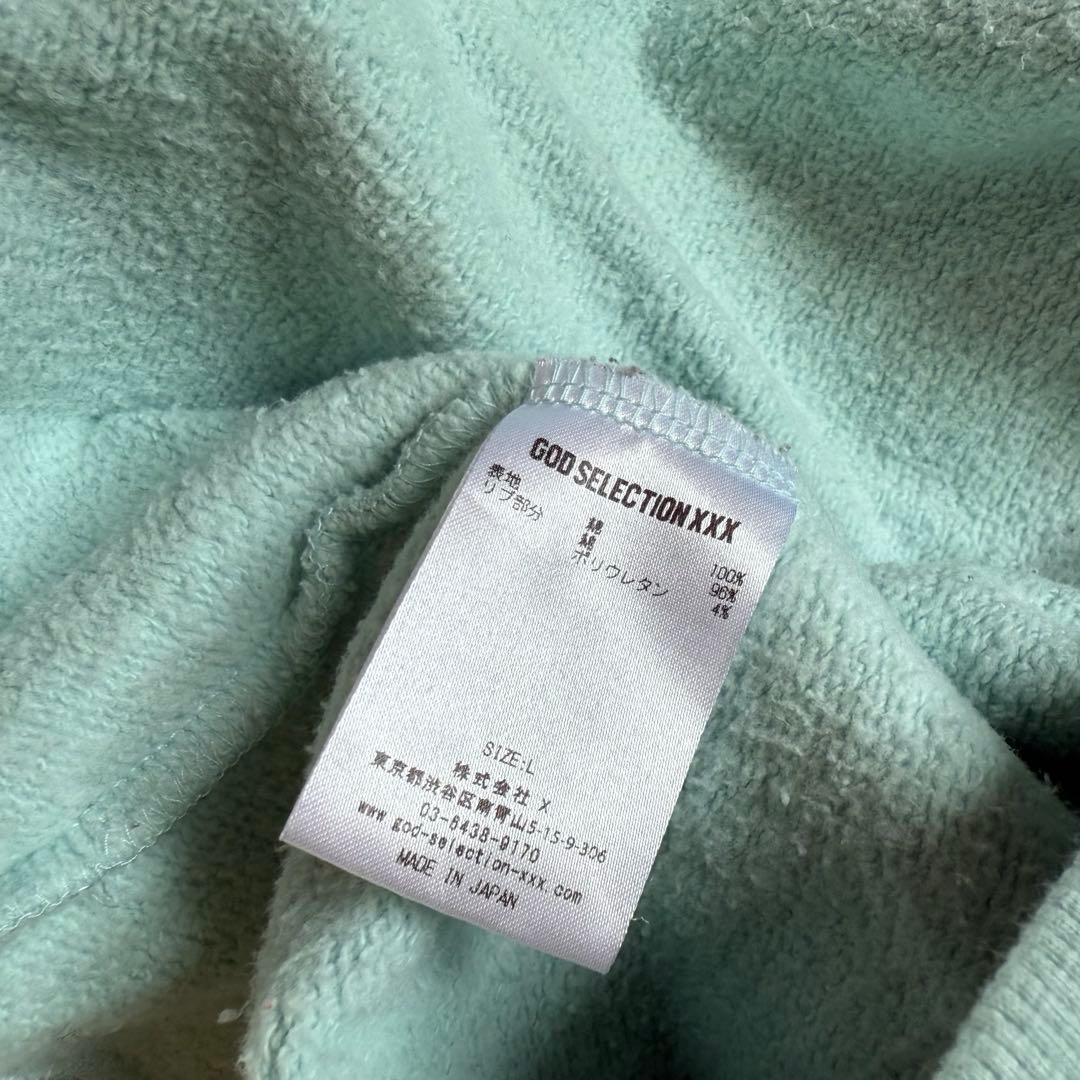 GOD SELECTION XXX
表地 綿 100%
リブ部分 綿 96%
ポリウレタン 4%
SIZE:L
株式会社 X
東京都渋谷区南青山5-15-9-306
03-6438-9170
www.god-selection-xxx.com
MADE IN JAPAN